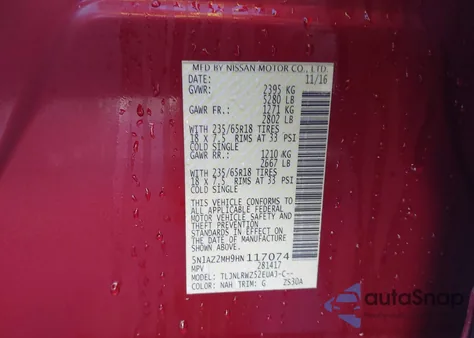 MFD BY NISSAN MOTOR CO., LTD.
DATE: 11/16
GVWR: 2395 KG
5280 LB
GAWR FR.: 1271 KG
2802 LB
WITH 235/65R18 TIRES
18 X 7.5 RIMS AT 33 PSI
COLD SINGLE
GAWR RR.: 1210 KG
2667 LB
WITH 235/65R18 TIRES
18 X 7.5 RIMS AT 33 PSI
COLD SINGLE
THIS VEHICLE CONFORMS TO
ALL APPLICABLE FEDERAL
MOTOR VEHICLE SAFETY AND
THEFT PREVENTION
STANDARDS IN EFFECT ON
THE DATE OF MANUFACTURE
SHOWN ABOVE.
5N1AZ2MH9HN117074
MPV 281417
MODEL: TLJNLRWZ52EUAJ-C--
COLOR: NAH TRIM: G ZS3DA
autoSnap